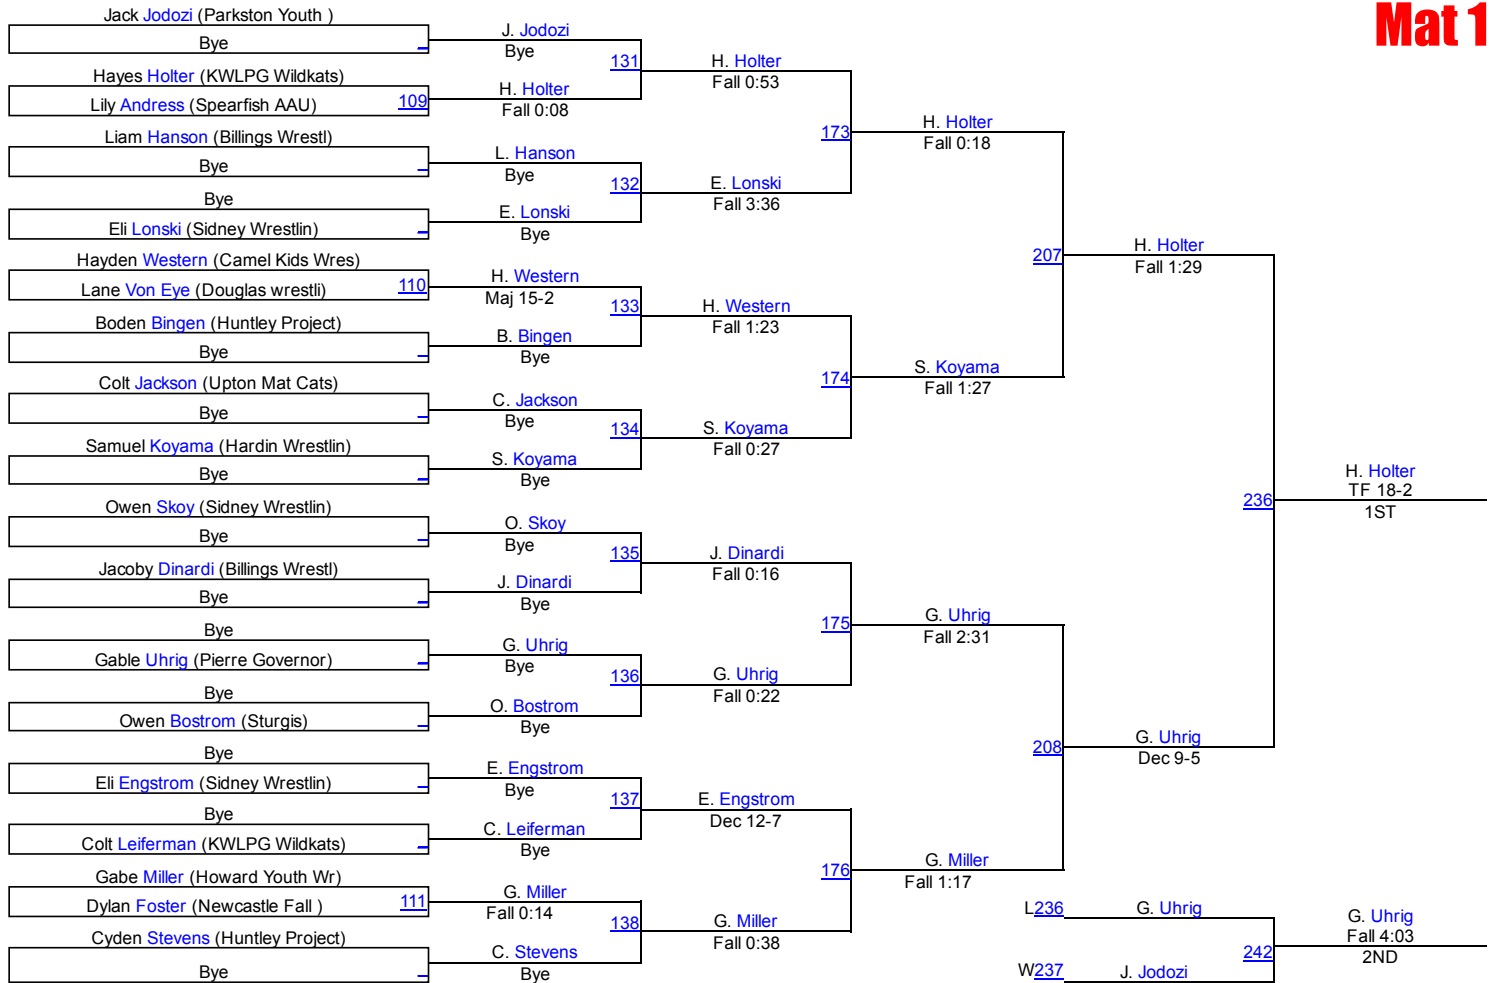 Mat 1
Jack Jodozi (Parkston Youth )
Bye
Hayes Holter (KWLPG Wildkats)
Lily Andress (Spearfish AAU)
109
Liam Hanson (Billings Wrestl)
Bye
Bye
Eli Lonski (Sidney Wrestlin)
Hayden Western (Camel Kids Wres)
Lane Von Eye (Douglas wrestli)
110
Boden Bingen (Huntley Project)
Bye
Colt Jackson (Upton Mat Cats)
Bye
Samuel Koyama (Hardin Wrestlin)
Bye
Owen Skoy (Sidney Wrestlin)
Bye
Jacoby Dinardi (Billings Wrestl)
Bye
Bye
Gable Uhrig (Pierre Governor)
Bye
Owen Bostrom (Sturgis)
Bye
Eli Engstrom (Sidney Wrestlin)
Bye
Colt Leiferman (KWLPG Wildkats)
Gabe Miller (Howard Youth Wr)
Dylan Foster (Newcastle Fall )
111
Cyden Stevens (Huntley Project)
Bye
J. Jodozi
Bye
131
H. Holter
Fall 0:08
L. Hanson
Bye
132
E. Lonski
Bye
H. Western
Maj 15-2
133
B. Bingen
Bye
C. Jackson
Bye
134
S. Koyama
Bye
O. Skoy
Bye
135
J. Dinardi
Bye
G. Uhrig
Bye
136
O. Bostrom
Bye
E. Engstrom
Bye
137
C. Leiferman
Bye
G. Miller
Fall 0:14
138
C. Stevens
Bye
H. Holter
Fall 0:53
173
E. Lonski
Fall 3:36
H. Western
Fall 1:23
174
S. Koyama
Fall 0:27
J. Dinardi
Fall 0:16
175
G. Uhrig
Fall 0:22
E. Engstrom
Dec 12-7
176
G. Miller
Fall 0:38
H. Holter
Fall 0:18
207
S. Koyama
Fall 1:27
G. Uhrig
Fall 2:31
208
G. Miller
Fall 1:17
H. Holter
Fall 1:29
236
G. Uhrig
Dec 9-5
H. Holter
TF 18-2
1ST
L236
G. Uhrig
242
W237
J. Jodozi
G. Uhrig
Fall 4:03
2ND